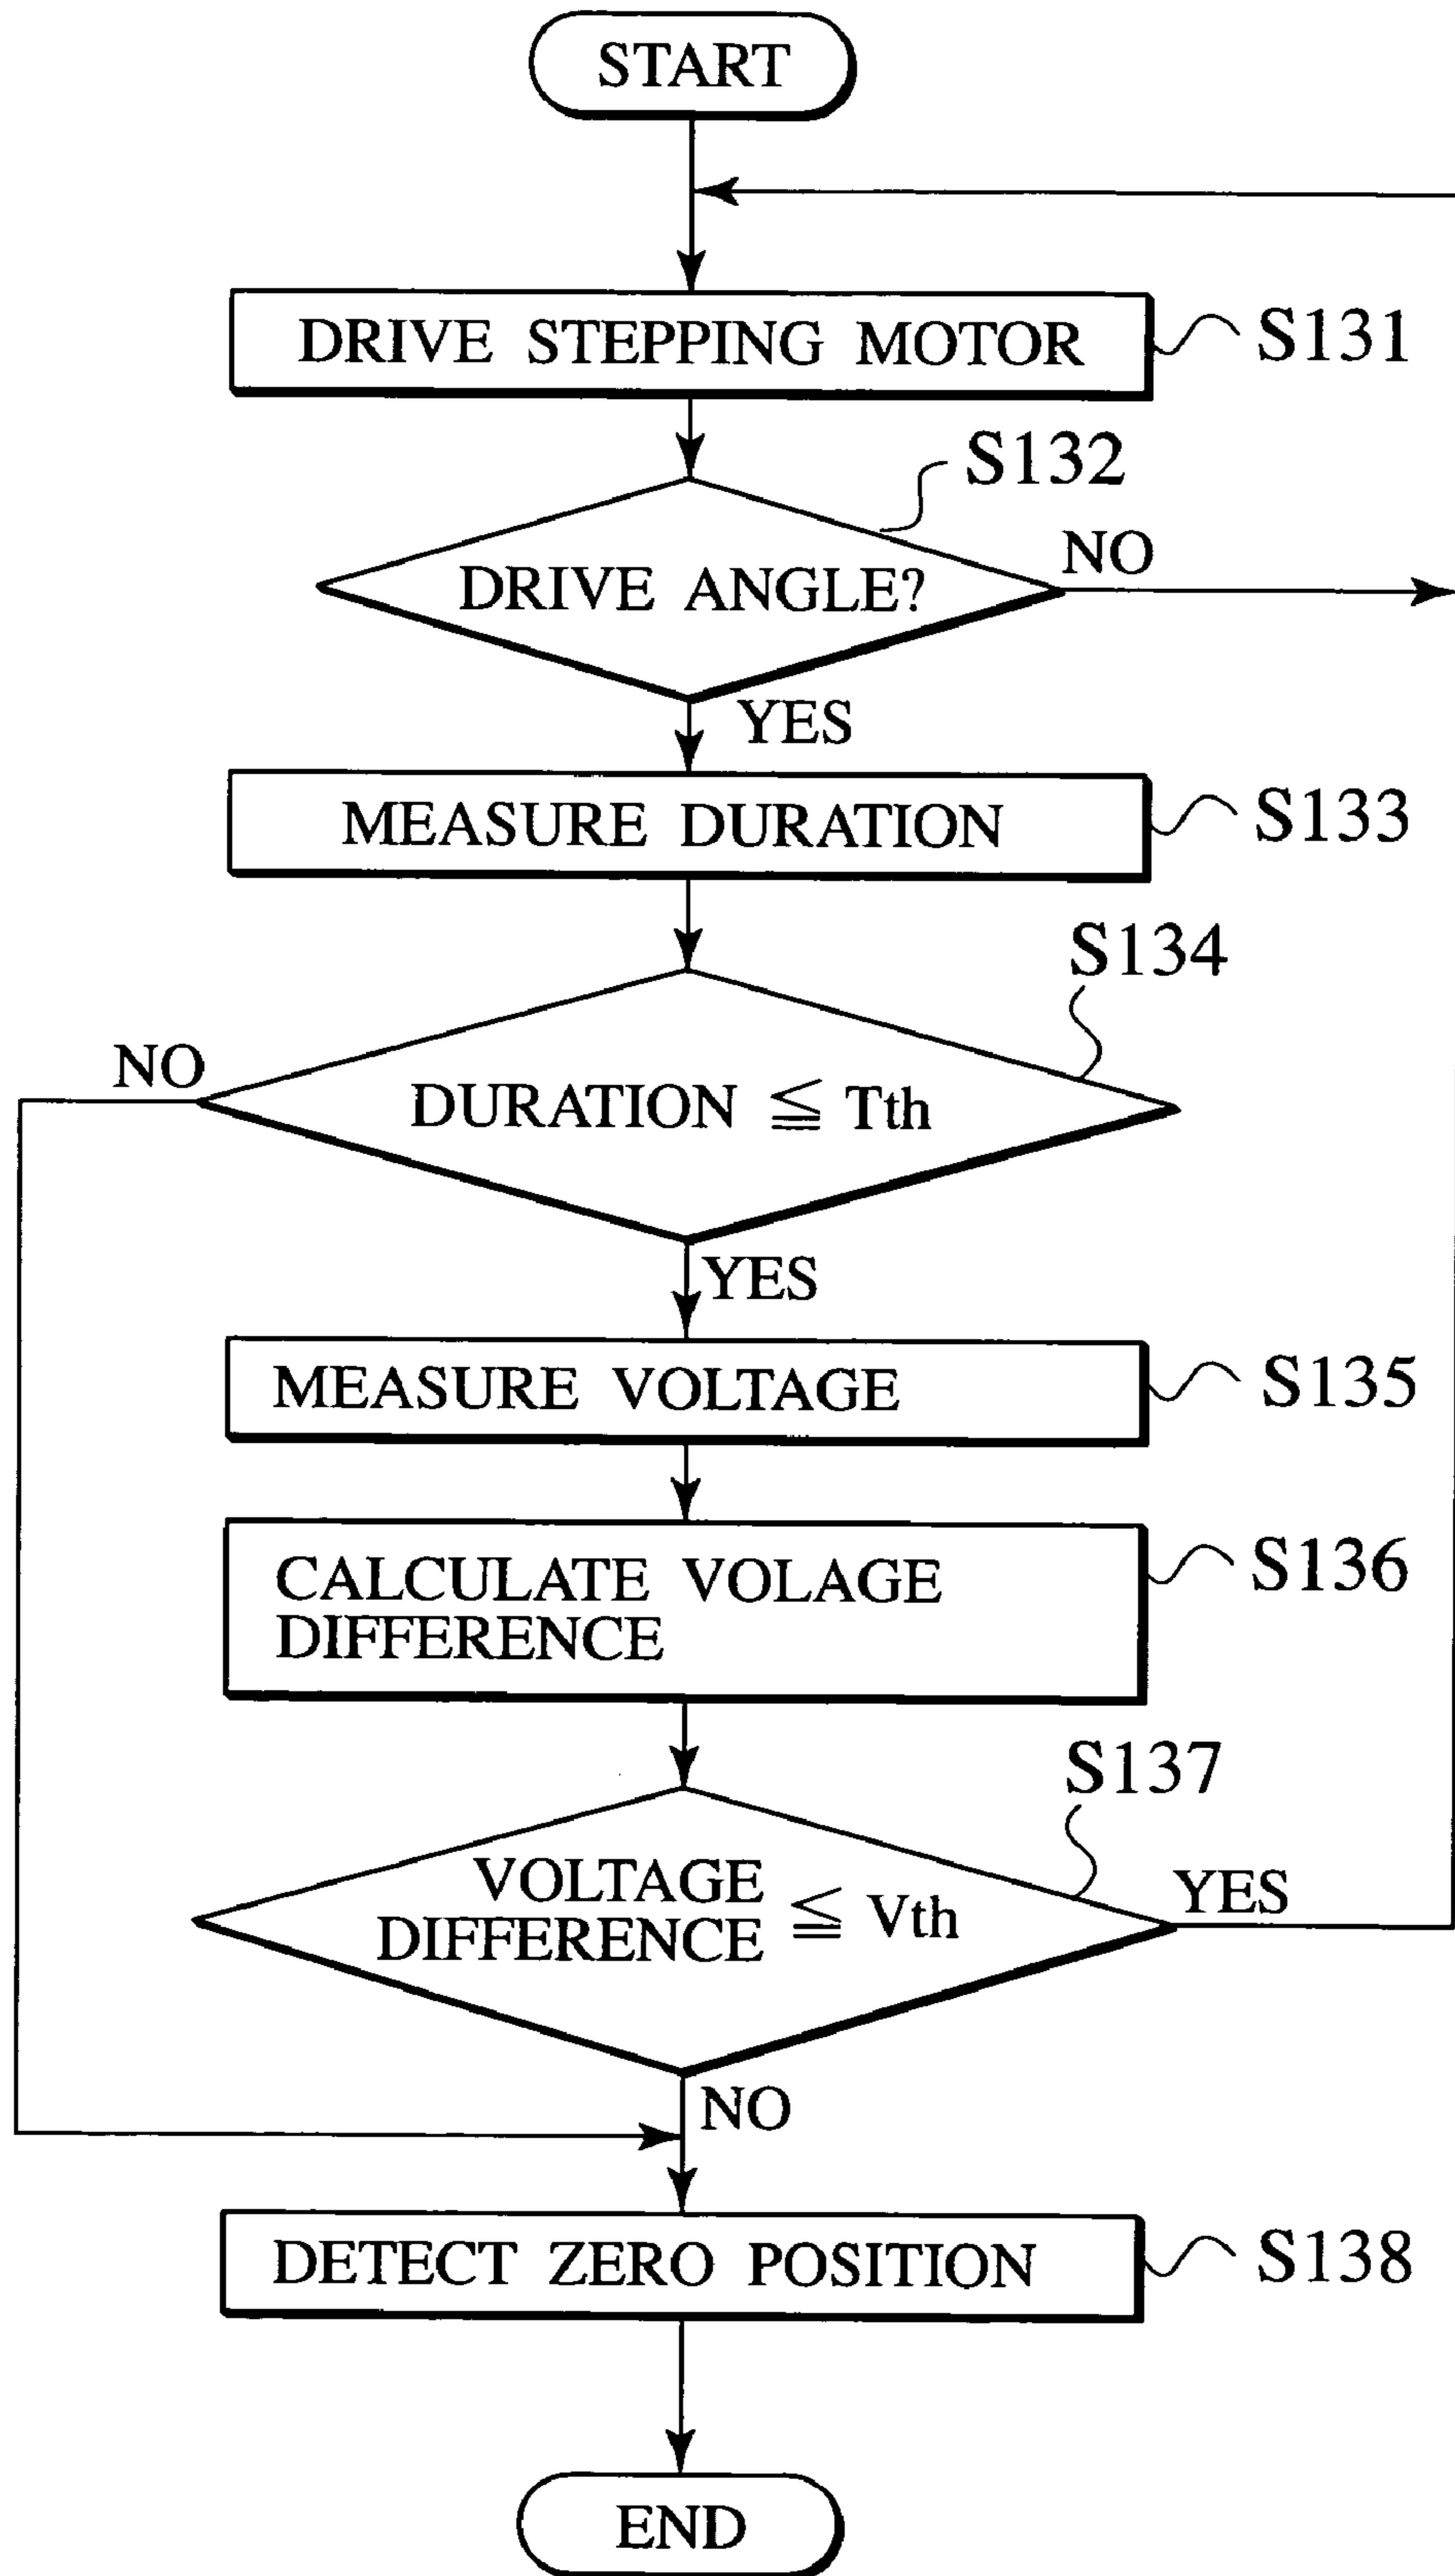 START
DRIVE STEPPING MOTOR
S131
S132
DRIVE ANGLE?
NO
YES
MEASURE DURATION
S133
S134
NO
DURATION ≦ Tth
YES
MEASURE VOLTAGE
S135
CALCULATE VOLAGE
DIFFERENCE
S136
S137
VOLTAGE
DIFFERENCE ≦ Vth
YES
NO
DETECT ZERO POSITION
S138
END